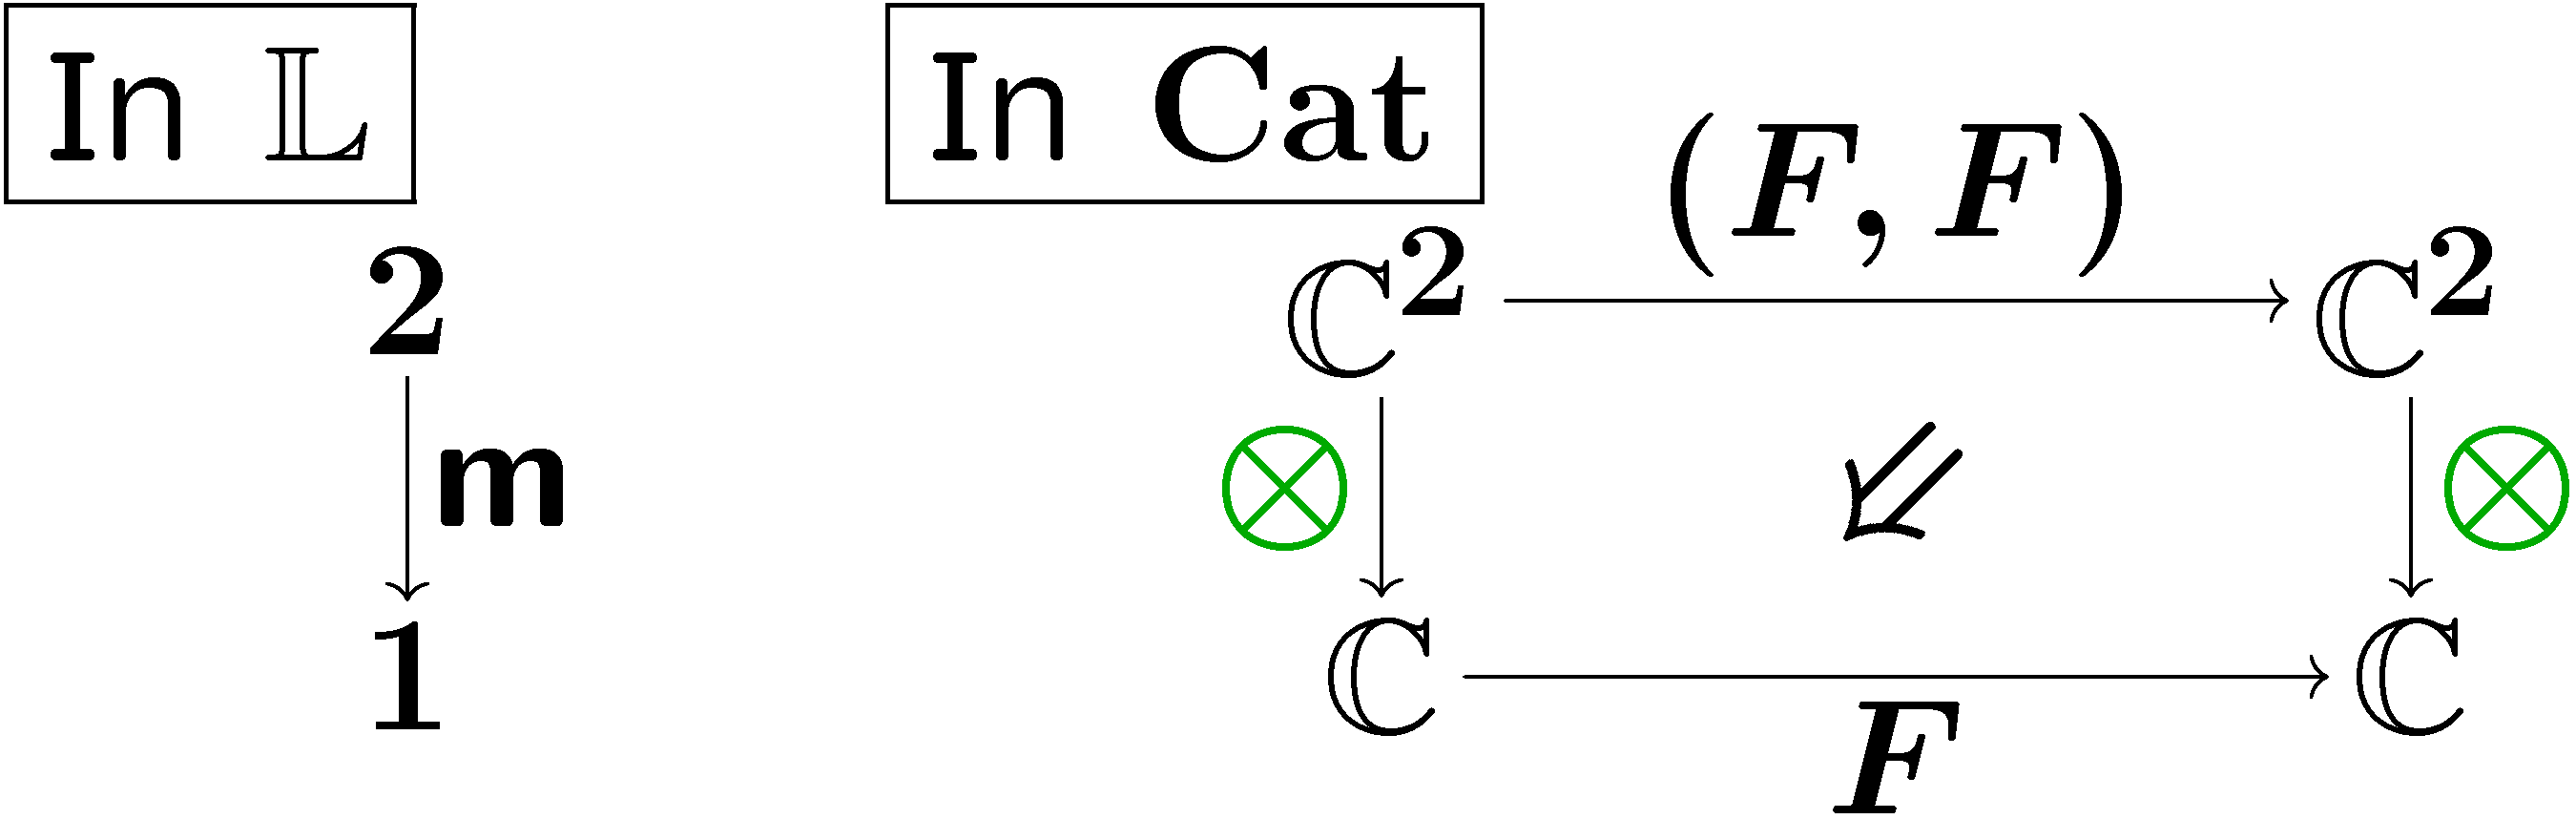 In 𝕃 In Cat
(F, F)
2 ℂ² ℂ²
m ⊗ ⊗
1 ℂ ℂ
F